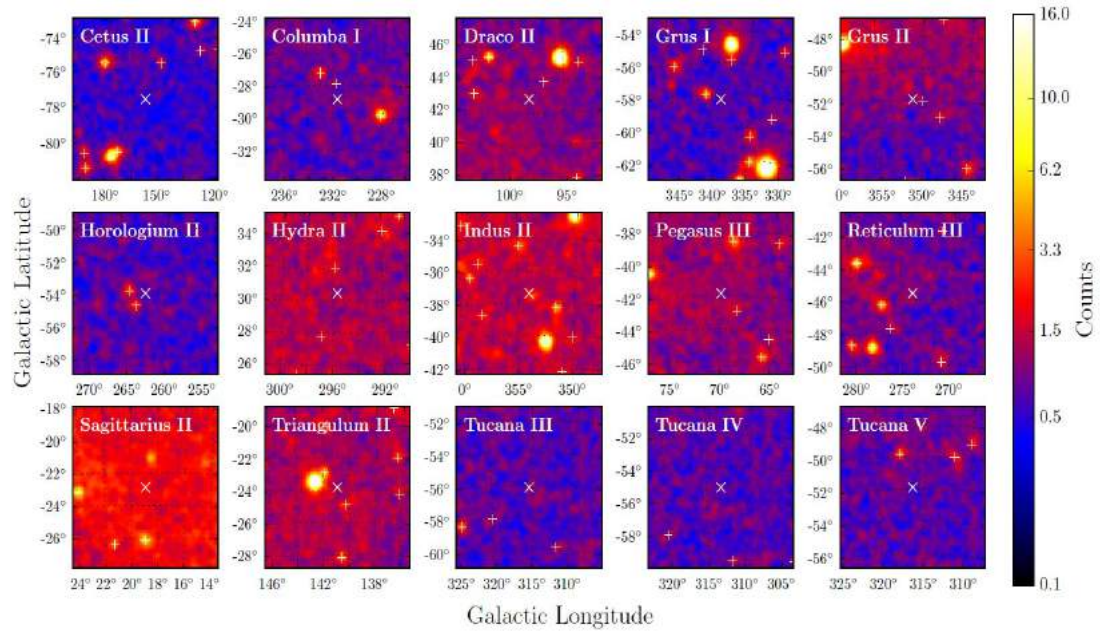 Cetus II
-74°
-76°
-78°
-80°
180° 160° 140° 120°
Columba I
-24°
-26°
-28°
-30°
-32°
236° 232° 228°
Draco II
46°
44°
42°
40°
38°
100° 95°
Grus I
-54°
-56°
-58°
-60°
-62°
345° 340° 335° 330°
Grus II
-48°
-50°
-52°
-54°
-56°
0° 355° 350° 345°
Horologium II
-50°
-52°
-54°
-56°
-58°
270° 265° 260° 255°
Hydra II
34°
32°
30°
28°
26°
300° 296° 292°
Indus II
-34°
-36°
-38°
-40°
-42°
0° 355° 350°
Pegasus III
-40°
-42°
-44°
-46°
75° 70° 65°
Reticulum III
-42°
-44°
-46°
-48°
-50°
280° 275° 270°
Sagittarius II
-18°
-20°
-22°
-24°
-26°
24° 22° 20° 18° 16° 14°
Triangulum II
-20°
-22°
-24°
-26°
-28°
146° 142° 138°
Tucana III
-52°
-54°
-56°
-58°
-60°
325° 320° 315° 310°
Tucana IV
-52°
-54°
-56°
-58°
320° 315° 310° 305°
Tucana V
-48°
-50°
-52°
-54°
-56°
325° 320° 315° 310°
Galactic Latitude
Galactic Longitude
16.0
10.0
6.2
3.3
1.5
0.5
0.1
Counts